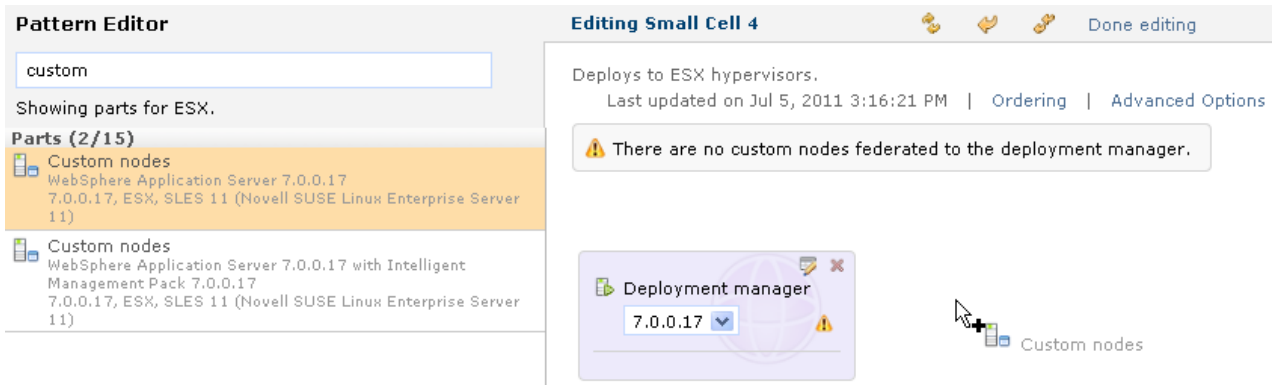 Pattern Editor
custom
Showing parts for ESX.
Parts (2/15)
Custom nodes
WebSphere Application Server 7.0.0.17
7.0.0.17, ESX, SLES 11 (Novell SUSE Linux Enterprise Server
11)
Custom nodes
WebSphere Application Server 7.0.0.17 with Intelligent
Management Pack 7.0.0.17
7.0.0.17, ESX, SLES 11 (Novell SUSE Linux Enterprise Server
11)
Editing Small Cell 4
Done editing
Deploys to ESX hypervisors.
Last updated on Jul 5, 2011 3:16:21 PM | Ordering | Advanced Options
There are no custom nodes federated to the deployment manager.
Deployment manager
7.0.0.17
Custom nodes